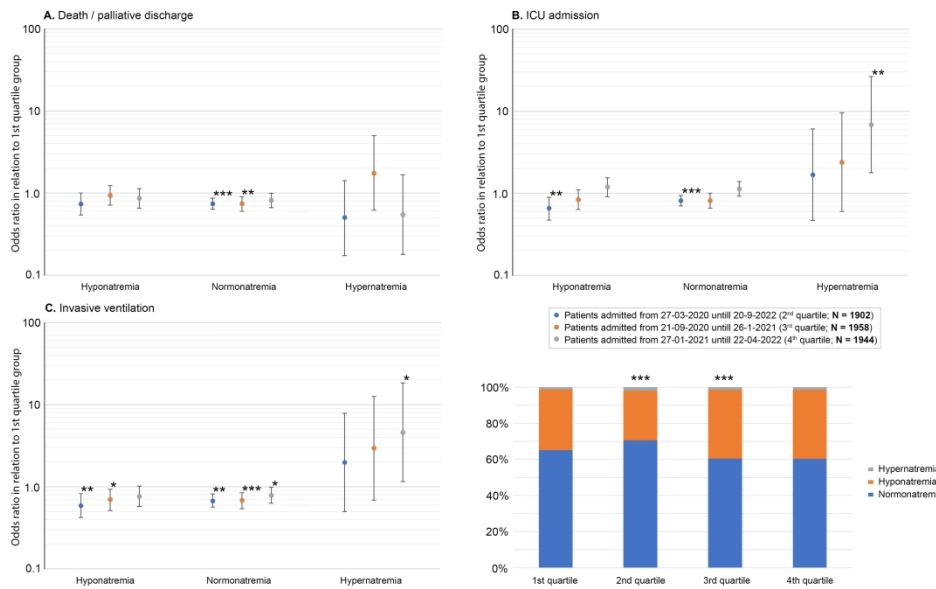 A. Death / palliative discharge
Odds ratio in relation to 1st quartile group
100
10
1.0
0.1
*** **
Hyponatremia Normonatremia Hypernatremia
B. ICU admission
Odds ratio in relation to 1st quartile group
100
10
1.0
0.1
** *** **
Hyponatremia Normonatremia Hypernatremia
C. Invasive ventilation
Odds ratio in relation to 1st quartile group
100
10
1.0
0.1
** * ** *** * *
Hyponatremia Normonatremia Hypernatremia
Patients admitted from 27-03-2020 untill 20-9-2022 (2nd quartile; N = 1902)
Patients admitted from 21-09-2020 untill 26-1-2021 (3rd quartile; N = 1958)
Patients admitted from 27-01-2021 untill 22-04-2022 (4th quartile; N = 1944)
*** ***
100%
80%
60%
40%
20%
0%
1st quartile 2nd quartile 3rd quartile 4th quartile
Hypernatremia
Hyponatremia
Normonatrem